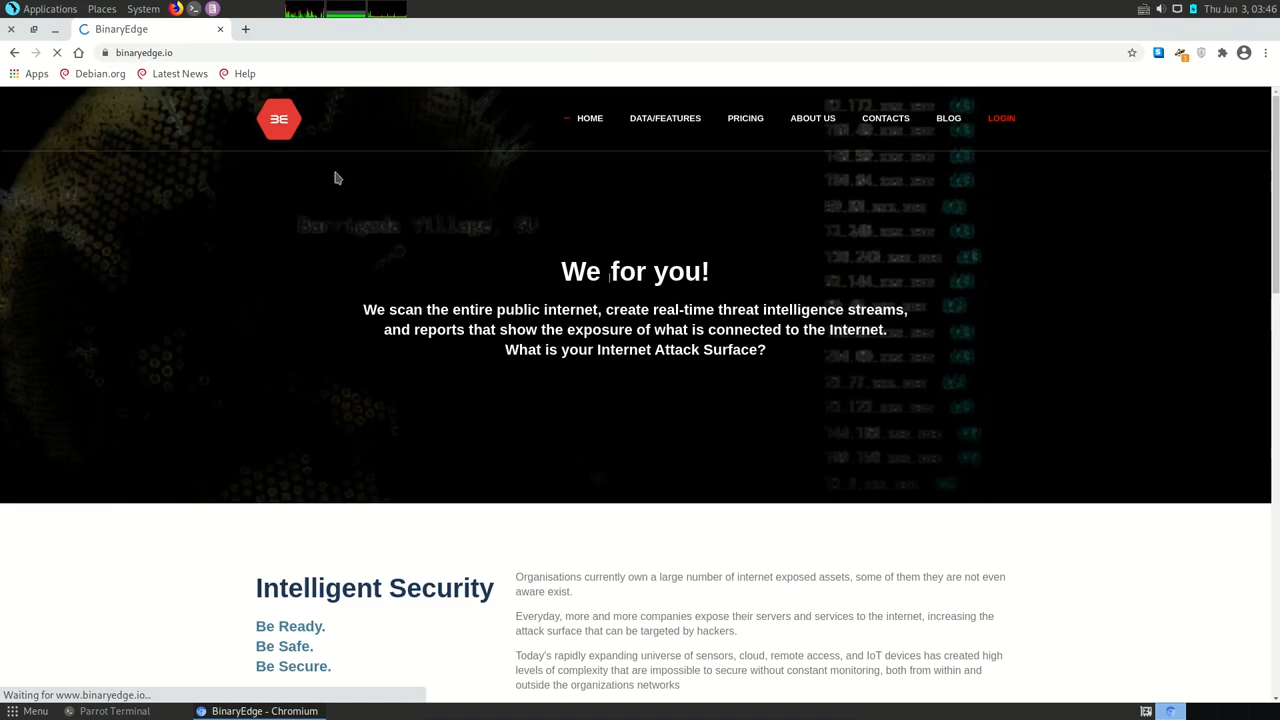 Applications Places System Thu Jun 3, 03:46
BinaryEdge
binaryedge.io
Apps Debian.org Latest News Help
BE HOME DATA/FEATURES PRICING ABOUT US CONTACTS BLOG LOGIN
Barrigada Village, GU
We for you!
We scan the entire public internet, create real-time threat intelligence streams,
and reports that show the exposure of what is connected to the Internet.
What is your Internet Attack Surface?
Intelligent Security
Be Ready.
Be Safe.
Be Secure.
Organisations currently own a large number of internet exposed assets, some of them they are not even
aware exist.
Everyday, more and more companies expose their servers and services to the internet, increasing the
attack surface that can be targeted by hackers.
Today's rapidly expanding universe of sensors, cloud, remote access, and IoT devices has created high
levels of complexity that are impossible to secure without constant monitoring, both from within and
outside the organizations networks
Waiting for www.binaryedge.io...
Menu Parrot Terminal BinaryEdge - Chromium